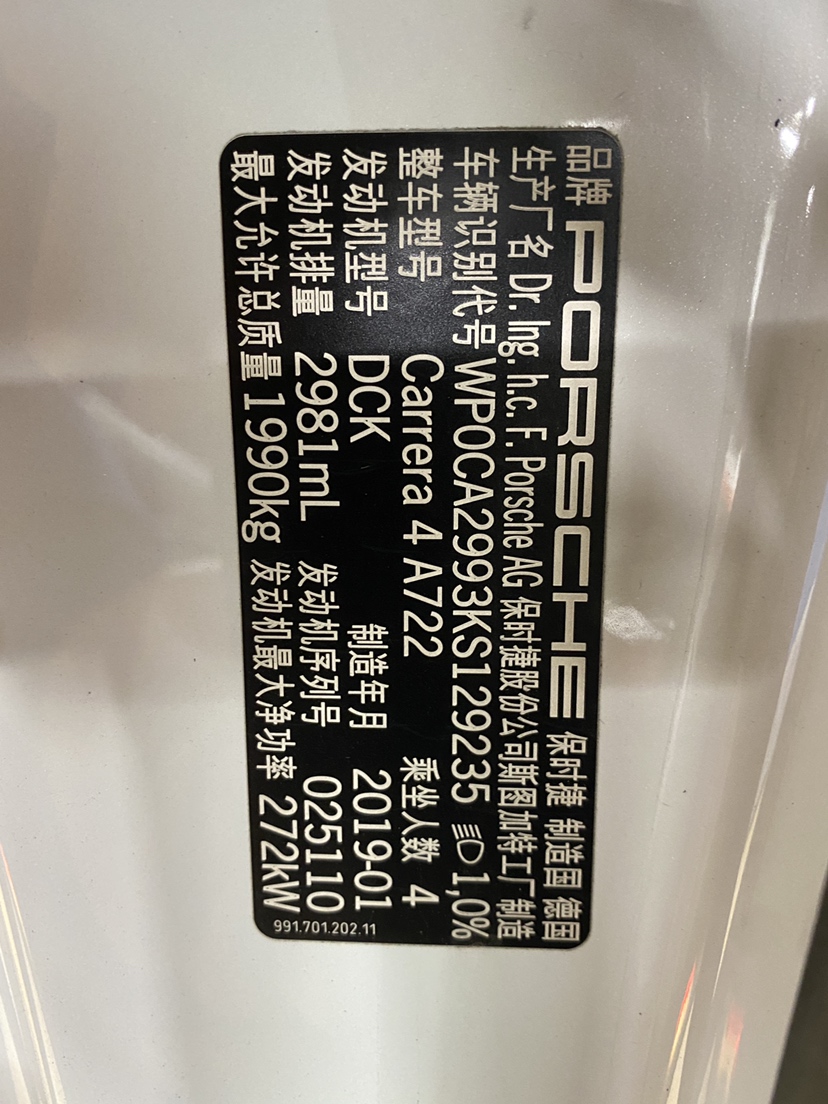 品牌 PORSCHE 保时捷 制造国 德国
生产厂名 Dr. Ing. h.c. F. Porsche AG 保时捷股份公司斯图加特工厂制造
车辆识别代号 WP0CA2993KS129235 1,0%
整车型号 Carrera 4 A722 乘坐人数 4
发动机型号 DCK 制造年月 2019-01
发动机排量 2981mL 发动机序列号 025110
最大允许总质量 1990kg 发动机最大净功率 272kW
991.701.202.11